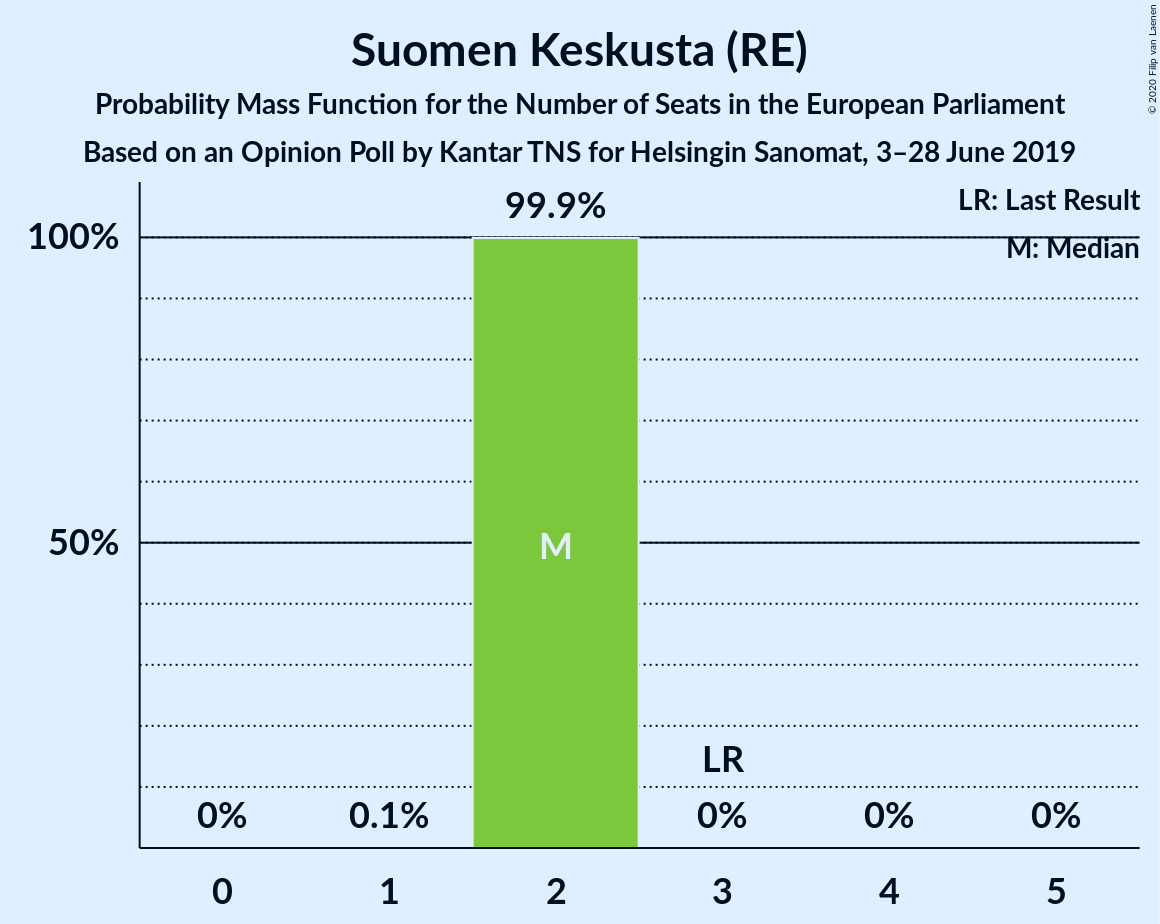 Suomen Keskusta (RE)
Probability Mass Function for the Number of Seats in the European Parliament
Based on an Opinion Poll by Kantar TNS for Helsingin Sanomat, 3–28 June 2019
© 2020 Filip van Laenen
LR: Last Result
M: Median
99.9%
100%
50%
M
LR
0%
0.1%
0%
0%
0%
0
1
2
3
4
5